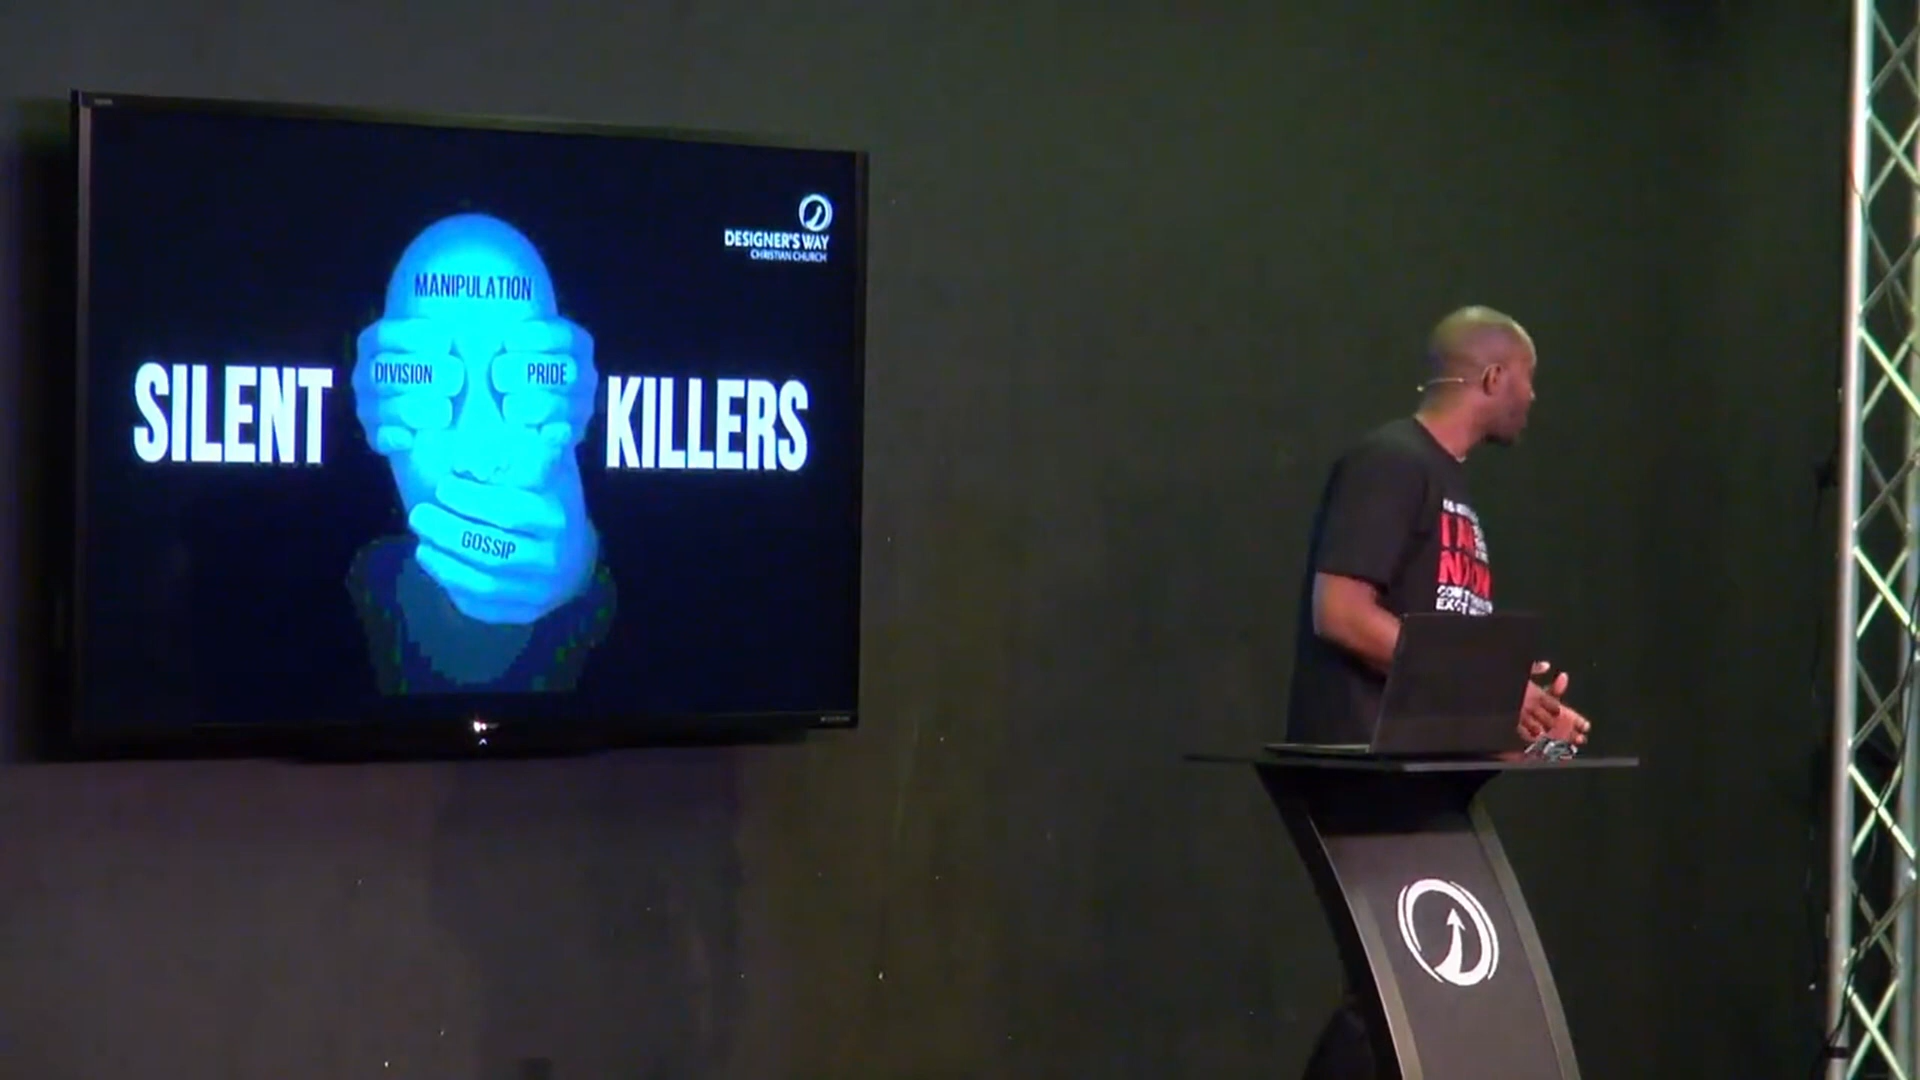 DESIGNER'S WAY
CHRISTIAN CHURCH
MANIPULATION
DIVISION
PRIDE
SILENT
KILLERS
GOSSIP